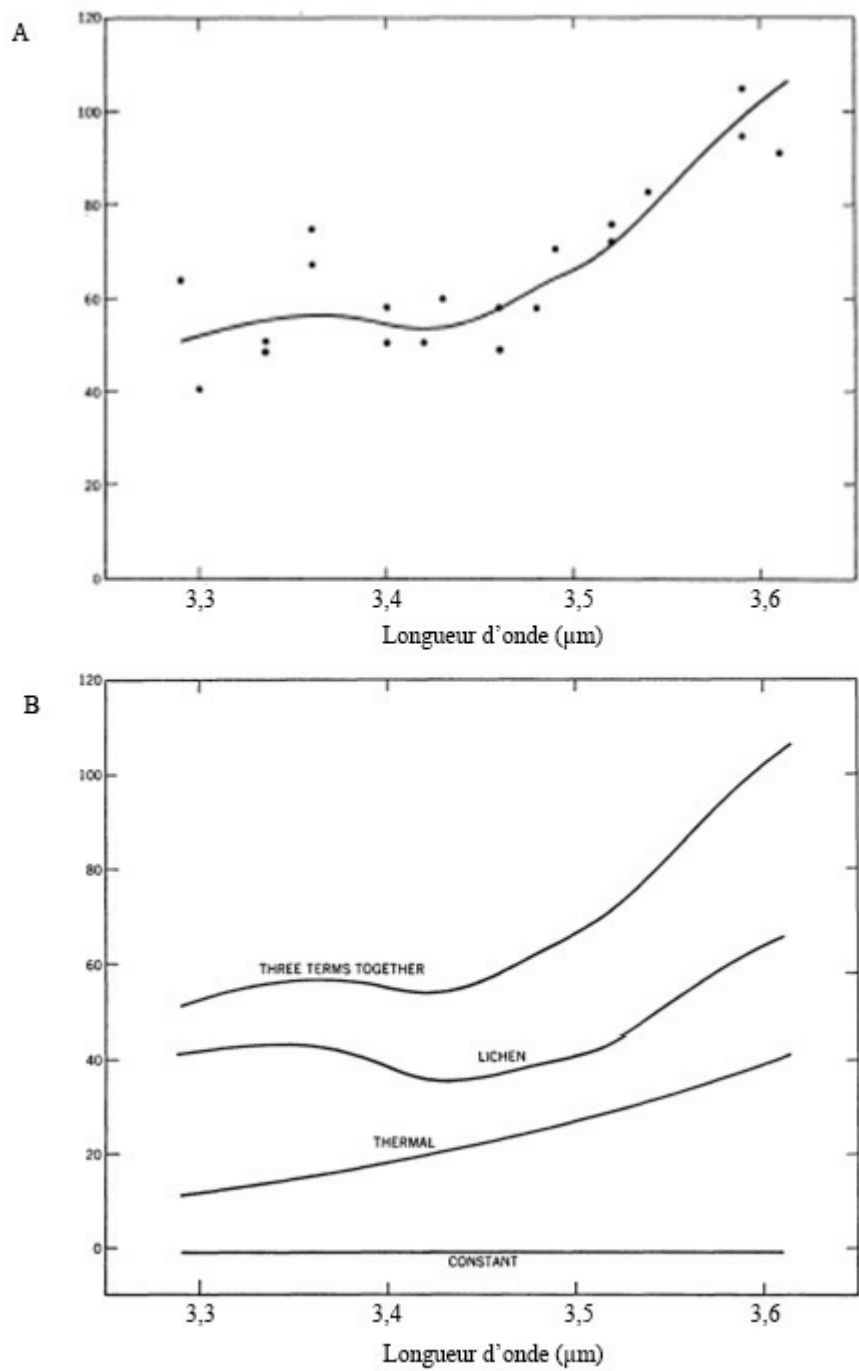 A
120
100
80
60
40
20
0
3,3 3,4 3,5 3,6
Longueur d'onde (µm)
B
120
100
80
60
40
20
0
THREE TERMS TOGETHER
LICHEN
THERMAL
CONSTANT
3,3 3,4 3,5 3,6
Longueur d'onde (µm)